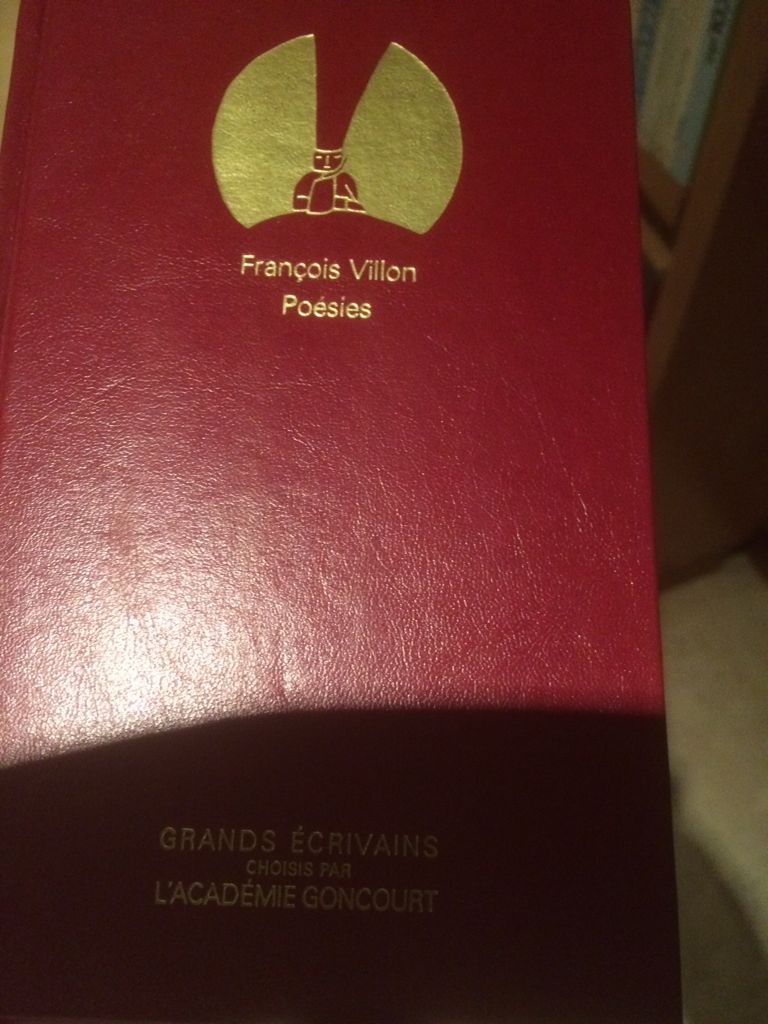 François Villon
Poésies
GRANDS ÉCRIVAINS
CHOISIS PAR
L'ACADÉMIE GONCOURT